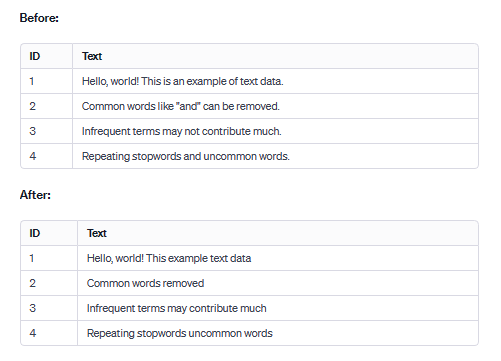 Before:
ID Text
1 Hello, world! This is an example of text data.
2 Common words like "and" can be removed.
3 Infrequent terms may not contribute much.
4 Repeating stopwords and uncommon words.
After:
ID Text
1 Hello, world! This example text data
2 Common words removed
3 Infrequent terms may contribute much
4 Repeating stopwords uncommon words